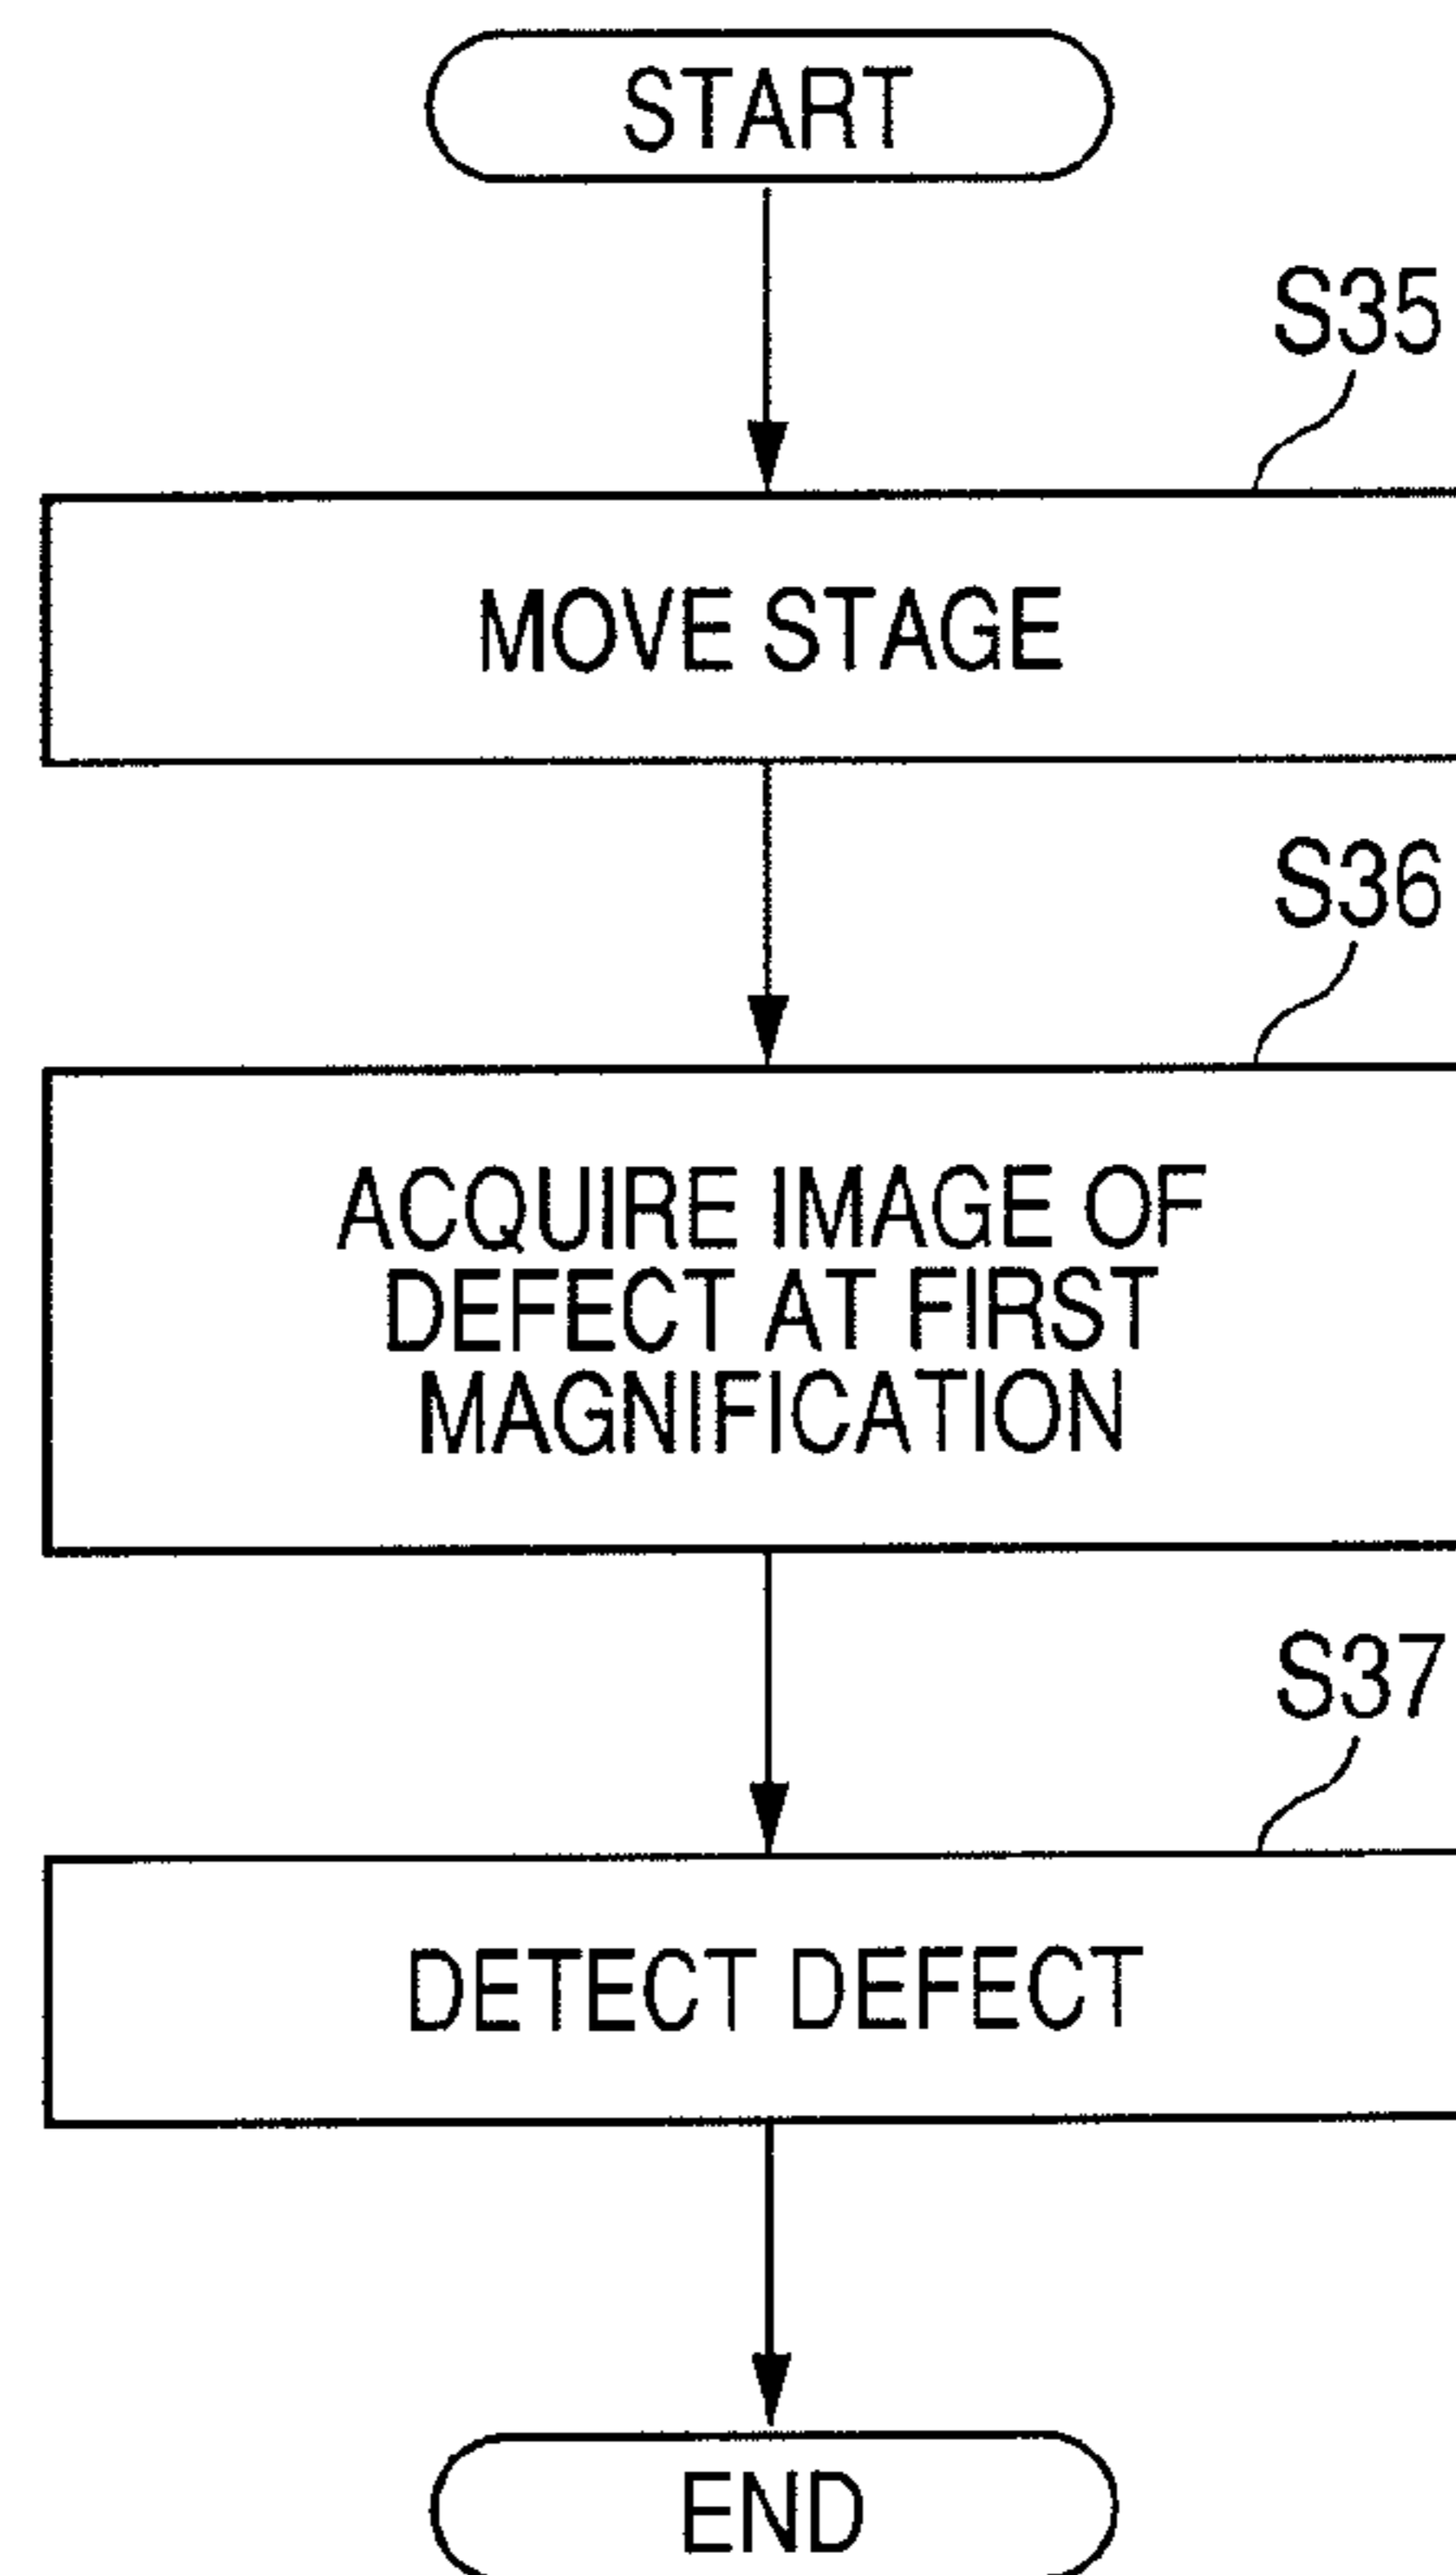 START
S35
MOVE STAGE
S36
ACQUIRE IMAGE OF
DEFECT AT FIRST
MAGNIFICATION
S37
DETECT DEFECT
END